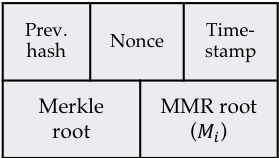 Prev.
hash
Nonce
Time-
stamp
Merkle
root
MMR root
(M_i)